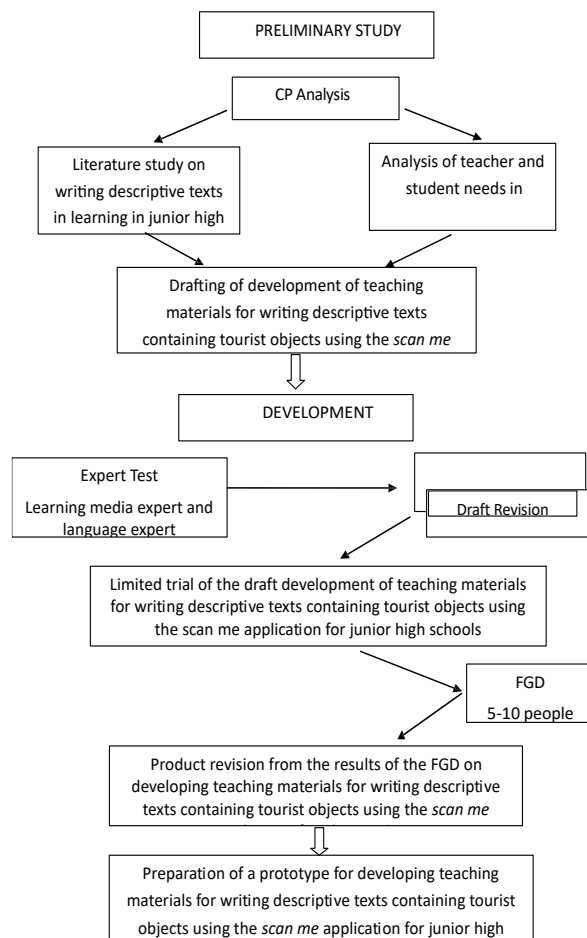 PRELIMINARY STUDY
CP Analysis
Literature study on
writing descriptive texts
in learning in junior high
Analysis of teacher and
student needs in
Drafting of development of teaching
materials for writing descriptive texts
containing tourist objects using the scan me
DEVELOPMENT
Expert Test
Learning media expert and
language expert
Draft Revision
Limited trial of the draft development of teaching materials
for writing descriptive texts containing tourist objects using
the scan me application for junior high schools
FGD
5-10 people
Product revision from the results of the FGD on
developing teaching materials for writing descriptive
texts containing tourist objects using the scan me
Preparation of a prototype for developing teaching
materials for writing descriptive texts containing tourist
objects using the scan me application for junior high